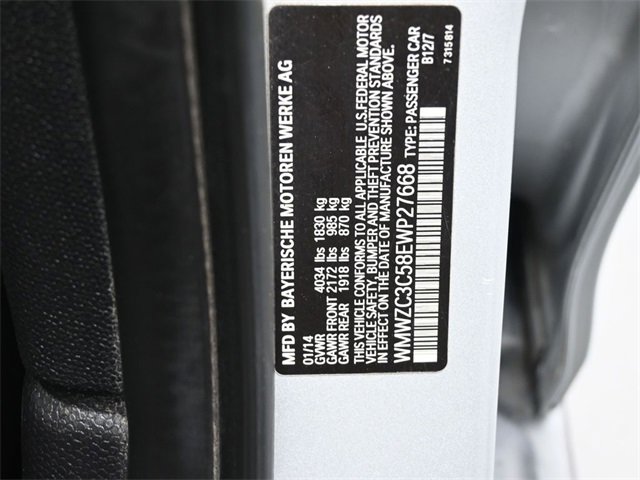 MFD BY BAYERISCHE MOTOREN WERKE AG
01/14
GVWR 4034 lbs 1830 kg
GAWR FRONT 2172 lbs 985 kg
GAWR REAR 1918 lbs 870 kg
THIS VEHICLE CONFORMS TO ALL APPLICABLE U.S.FEDERAL MOTOR
VEHICLE SAFETY, BUMPER AND THEFT PREVENTION STANDARDS
IN EFFECT ON THE DATE OF MANUFACTURE SHOWN ABOVE.
WMWZC3C58EWP27668 TYPE: PASSENGER CAR
B12/7
7 315 814